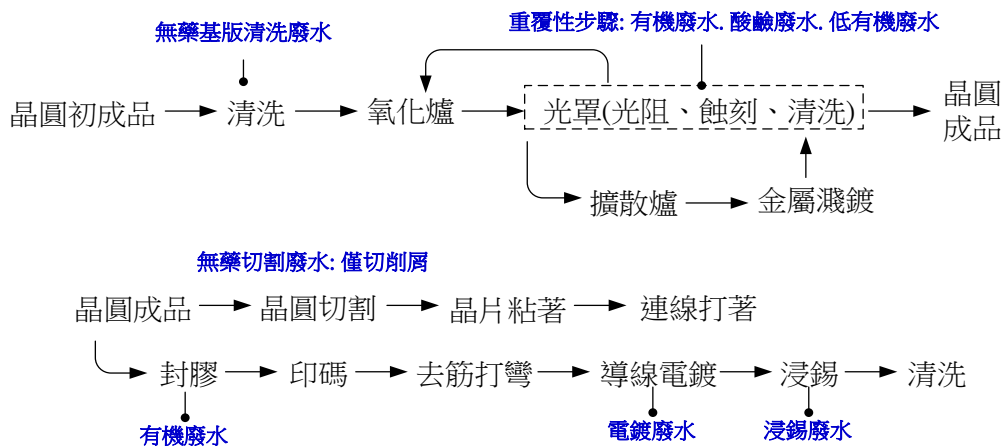 無藥基版清洗廢水
重覆性步驟: 有機廢水. 酸鹼廢水. 低有機廢水
晶圓初成品 清洗 氧化爐 光罩(光阻、蝕刻、清洗) 晶圓
成品
擴散爐 金屬濺鍍
無藥切割廢水: 僅切削屑
晶圓成品 晶圓切割 晶片粘著 連線打著
封膠 印碼 去筋打彎 導線電鍍 浸錫 清洗
有機廢水 電鍍廢水 浸錫廢水